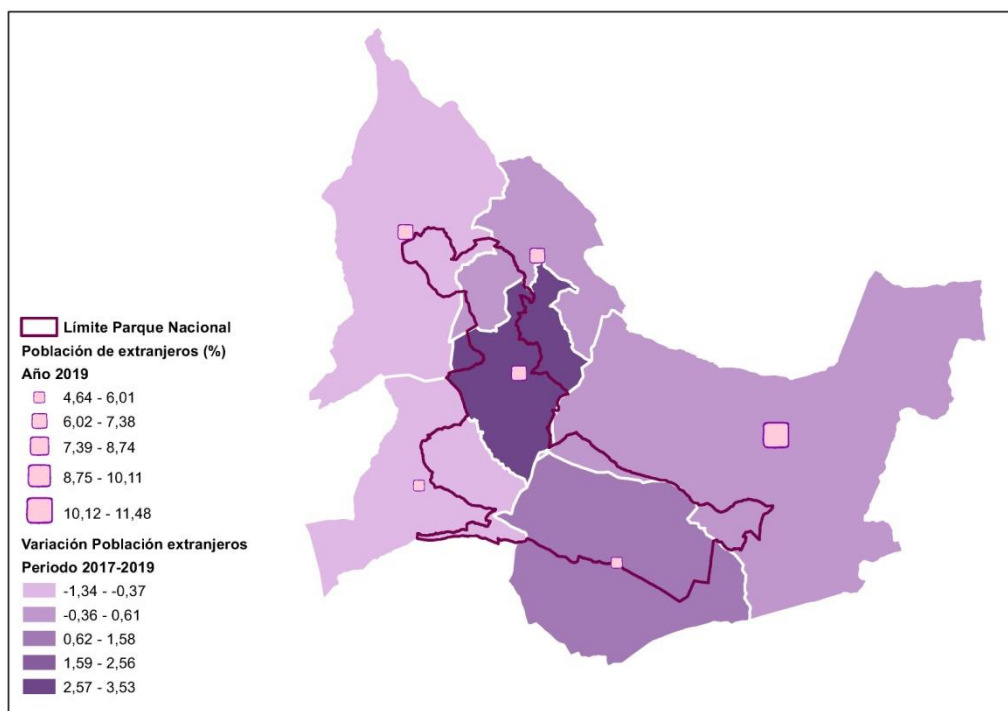 Límite Parque Nacional
Población de extranjeros (%)
Año 2019
4,64 - 6,01
6,02 - 7,38
7,39 - 8,74
8,75 - 10,11
10,12 - 11,48
Variación Población extranjeros
Periodo 2017-2019
-1,34 - -0,37
-0,36 - 0,61
0,62 - 1,58
1,59 - 2,56
2,57 - 3,53